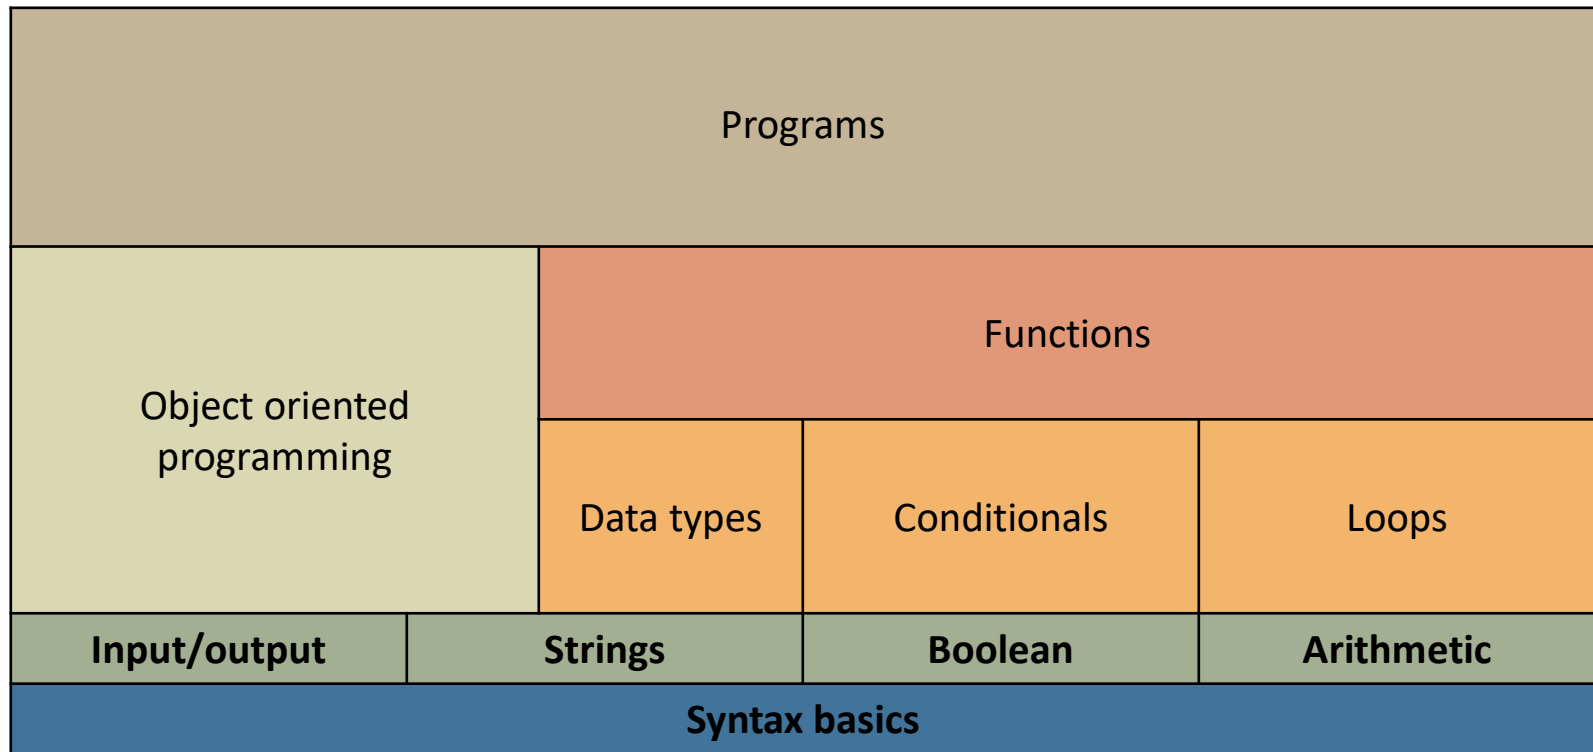 Programs
Functions
Object oriented
programming
Data types
Conditionals
Loops
Input/output
Strings
Boolean
Arithmetic
Syntax basics